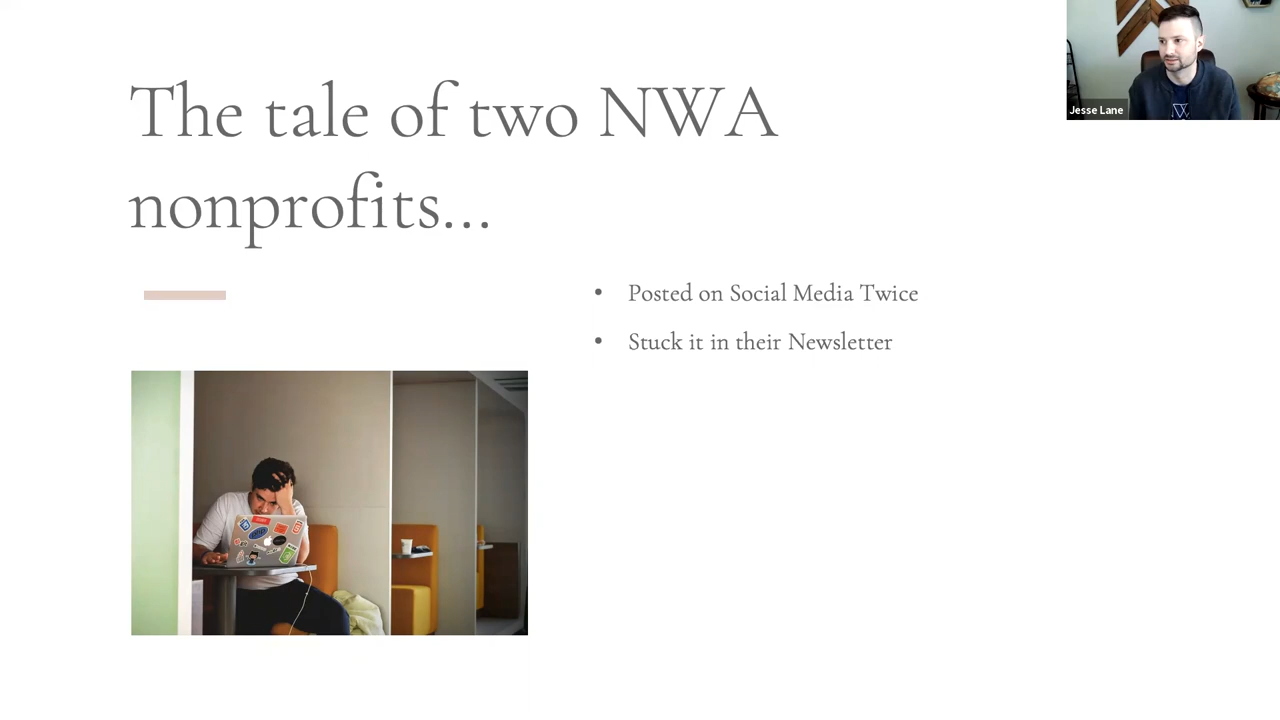 The tale of two NWA
nonprofits...
Jesse Lane
• Posted on Social Media Twice
• Stuck it in their Newsletter